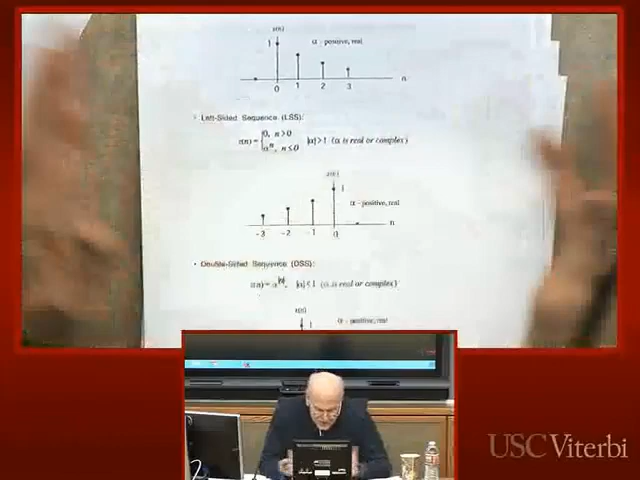 x(n)
1
α - positive, real
n
0 1 2 3
· Left-Sided Sequence (LSS):
x(n) = {0, n > 0
αⁿ, n ≤ 0 |α| > 1 (α is real or complex)
x(n)
1
α - positive, real
n
-3 -2 -1 0
· Double-Sided Sequence (DSS):
x(n) = α^|n|, |α| < 1 (α is real or complex)
x(n)
1
α - positive, real
USC Viterbi